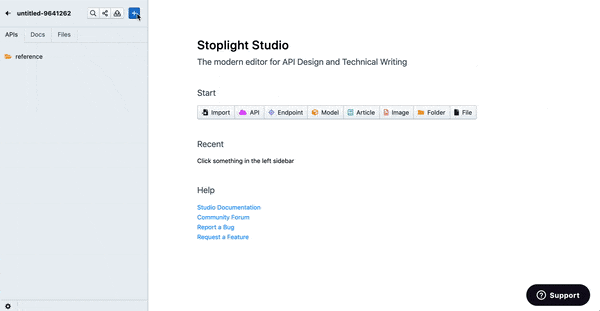 untitled-9641262
APIs Docs Files
reference
Stoplight Studio
The modern editor for API Design and Technical Writing
Start
Import API Endpoint Model Article Image Folder File
Recent
Click something in the left sidebar
Help
Studio Documentation
Community Forum
Report a Bug
Request a Feature
Support